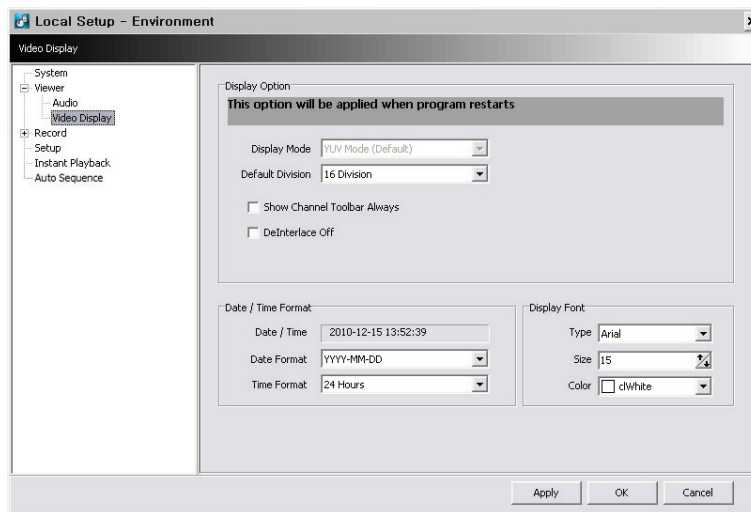 Local Setup - Environment
Video Display
System
Viewer
Audio
Video Display
Record
Setup
Instant Playback
Auto Sequence
Display Option
This option will be applied when program restarts
Display Mode YUV Mode (Default)
Default Division 16 Division
Show Channel Toolbar Always
DeInterlace Off
Date / Time Format
Date / Time 2010-12-15 13:52:39
Date Format YYYY-MM-DD
Time Format 24 Hours
Display Font
Type Arial
Size 15
Color clWhite
Apply OK Cancel